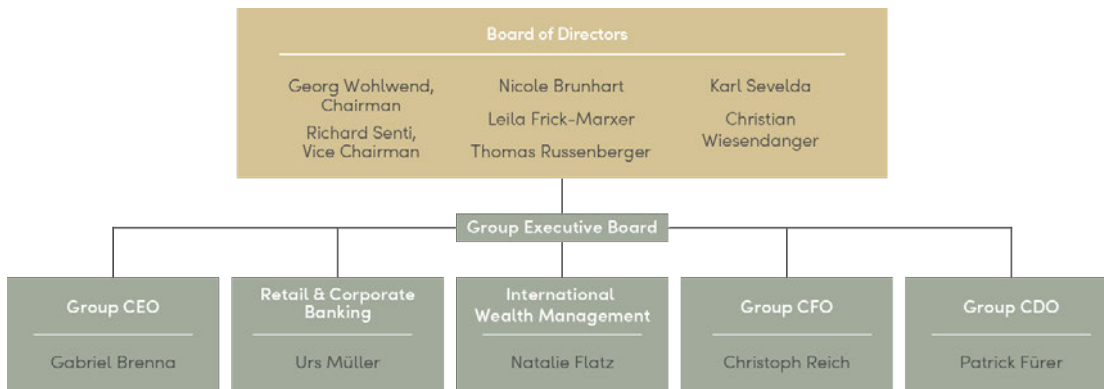 Board of Directors
Georg Wohlwend,
Chairman
Richard Senti,
Vice Chairman
Nicole Brunhart
Leila Frick-Marxer
Thomas Russenberger
Karl Sevelda
Christian
Wiesendanger
Group Executive Board
Group CEO
Gabriel Brenna
Retail & Corporate
Banking
Urs Müller
International
Wealth Management
Natalie Flatz
Group CFO
Christoph Reich
Group CDO
Patrick Fürer